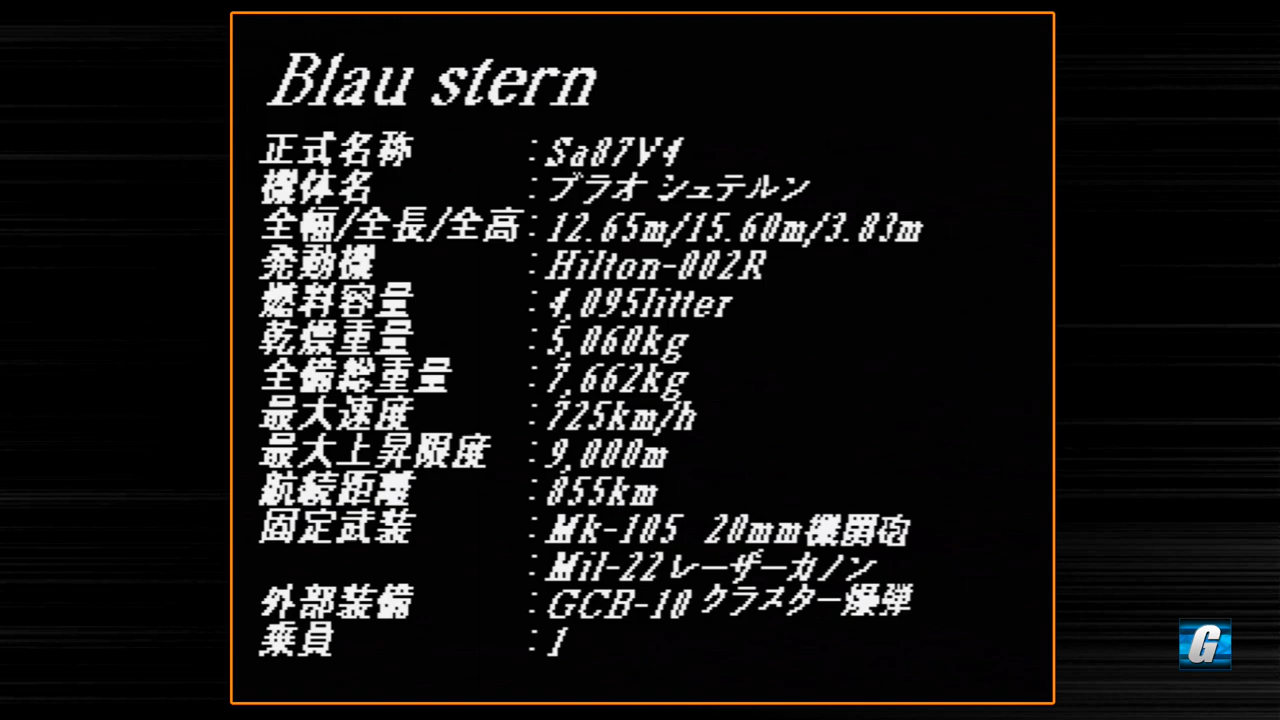 Blau stern
正式名称 : Sa87V4
機体名 : ブラオ シュテルン
全幅/全長/全高 : 12.65m/15.60m/3.83m
発動機 : Hilton-002R
燃料容量 : 4,095litter
乾燥重量 : 5,060kg
全備総重量 : 7,662kg
最大速度 : 725km/h
最大上昇限度 : 9,000m
航続距離 : 855km
固定武装 : Mk-105 20mm機関砲
: Mil-22レーザーカノン
外部装備 : GCB-10クラスター爆弾
乗員 : 1
G